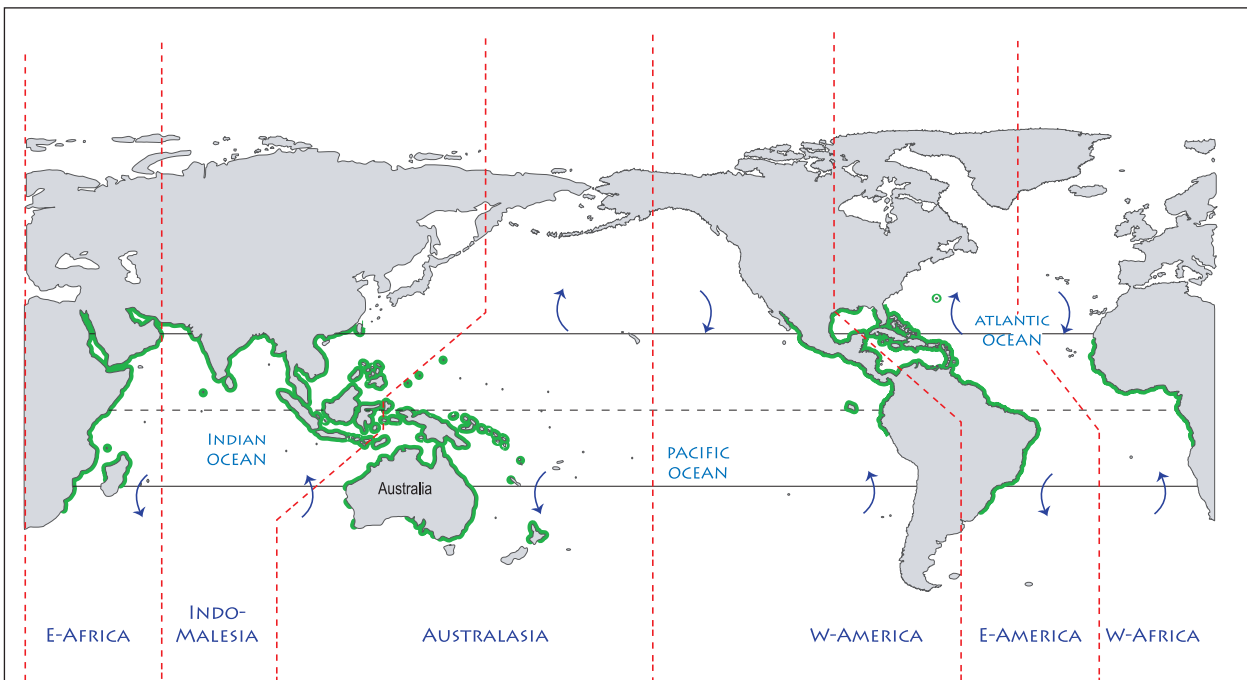 ATLANTIC
OCEAN
INDIAN
OCEAN
PACIFIC
OCEAN
Australia
E-AFRICA
INDO-
MALESIA
AUSTRALASIA
W-AMERICA
E-AMERICA
W-AFRICA